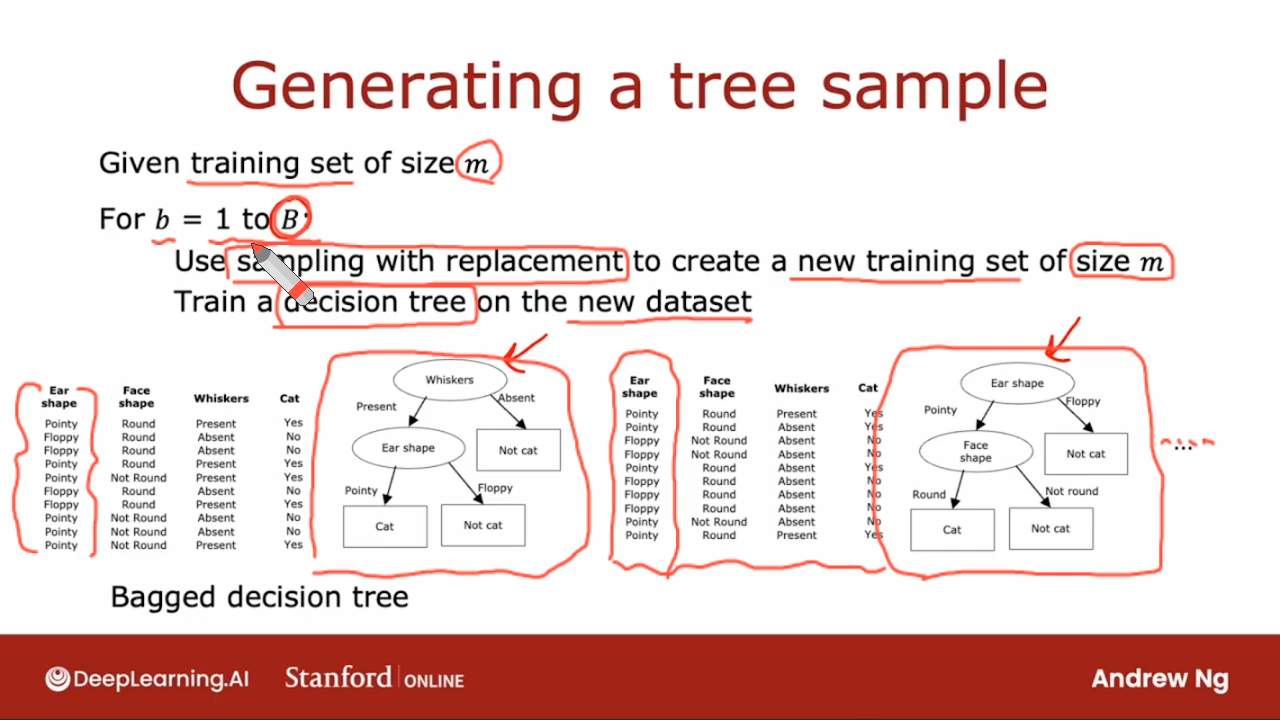 Generating a tree sample
Given training set of size m
For b = 1 to B:
Use sampling with replacement to create a new training set of size m
Train a decision tree on the new dataset
Ear shape Face shape Whiskers Cat
Pointy Round Present Yes
Floppy Round Absent No
Floppy Round Absent No
Pointy Round Present Yes
Pointy Not Round Present Yes
Floppy Round Absent No
Floppy Round Present Yes
Pointy Not Round Absent No
Pointy Not Round Absent No
Pointy Not Round Present Yes
Whiskers
Present
Absent
Ear shape
Not cat
Pointy
Floppy
Cat
Not cat
Ear shape Face shape Whiskers Cat
Pointy Round Present Yes
Pointy Round Absent Yes
Floppy Not Round Absent No
Floppy Not Round Absent No
Pointy Round Absent Yes
Floppy Round Absent No
Floppy Round Absent No
Floppy Round Absent No
Pointy Not Round Absent No
Pointy Round Present Yes
Ear shape
Pointy
Floppy
Face shape
Not cat
Round
Not round
Cat
Not cat
...
Bagged decision tree
DeepLearning.AI
Stanford | ONLINE
Andrew Ng